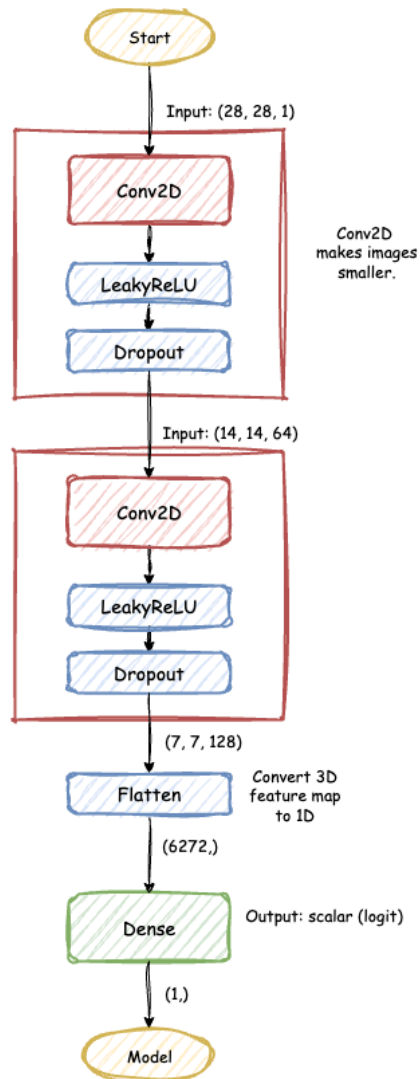 Start
Input: (28, 28, 1)
Conv2D
Conv2D
makes images
smaller.
LeakyReLU
Dropout
Input: (14, 14, 64)
Conv2D
LeakyReLU
Dropout
(7, 7, 128)
Flatten
Convert 3D
feature map
to 1D
(6272,)
Dense
Output: scalar (logit)
(1,)
Model